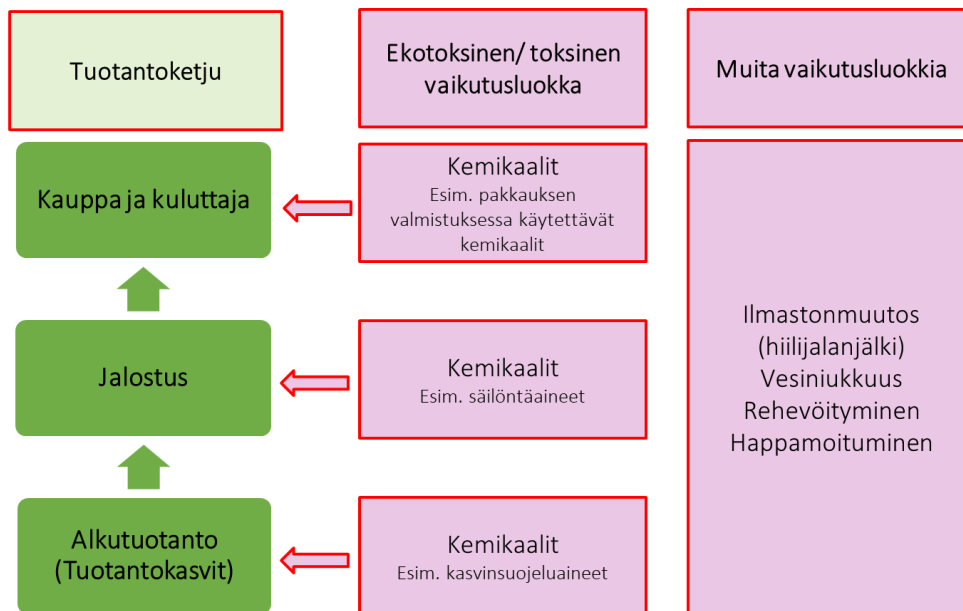 Tuotantoketju
Ekotoksinen/ toksinen
vaikutusluokka
Muita vaikutusluokkia
Kauppa ja kuluttaja
Kemikaalit
Esim. pakkauksen
valmistuksessa käytettävät
kemikaalit
Jalostus
Kemikaalit
Esim. säilöntäaineet
Alkutuotanto
(Tuotantokasvit)
Kemikaalit
Esim. kasvinsuojeluaineet
Ilmastonmuutos
(hiilijalanjälki)
Vesiniukkuus
Rehevöityminen
Happamoituminen